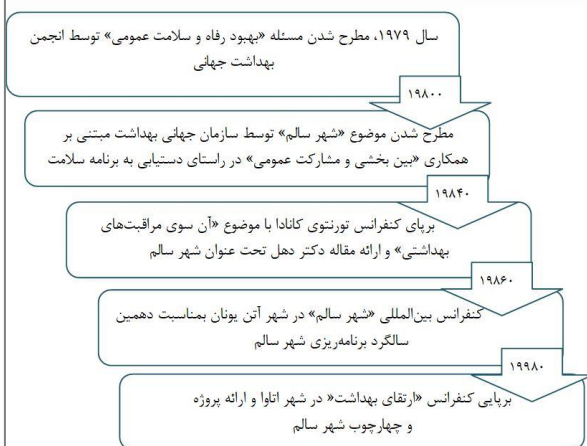 سال ۱۹۷۹، مطرح شدن مسئله «بهبود رفاه و سلامت عمومی» توسط انجمن
بهداشت جهانی
۱۹۸۰۰
مطرح شدن موضوع «شهر سالم» توسط سازمان جهانی بهداشت مبتنی بر
همکاری «بین بخشی و مشارکت عمومی» در راستای دستیابی به برنامه سلامت
۱۹۸۴۰
برپای کنفرانس تورنتوی کانادا با موضوع «آن سوی مراقبت‌های
بهداشتی» و ارائه مقاله دکتر دهل تحت عنوان شهر سالم
۱۹۸۶۰
کنفرانس بین‌المللی «شهر سالم» در شهر آتن یونان بمناسبت دهمین
سالگرد برنامه‌ریزی شهر سالم
۱۹۹۸۰
برپایی کنفرانس «ارتقای بهداشت« در شهر اتاوا و ارائه پروژه
و چهارچوب شهر سالم